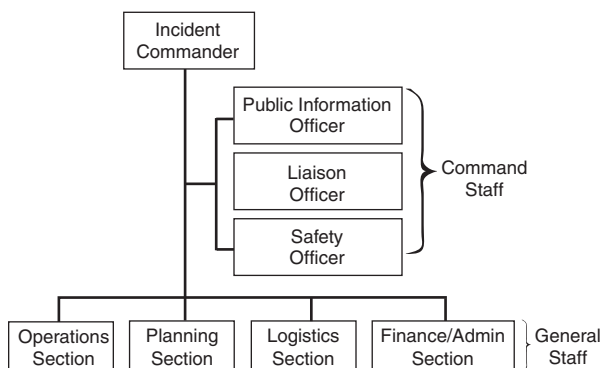 Incident
Commander
Public Information
Officer
Liaison
Officer
Safety
Officer
Command
Staff
Operations
Section
Planning
Section
Logistics
Section
Finance/Admin
Section
General
Staff